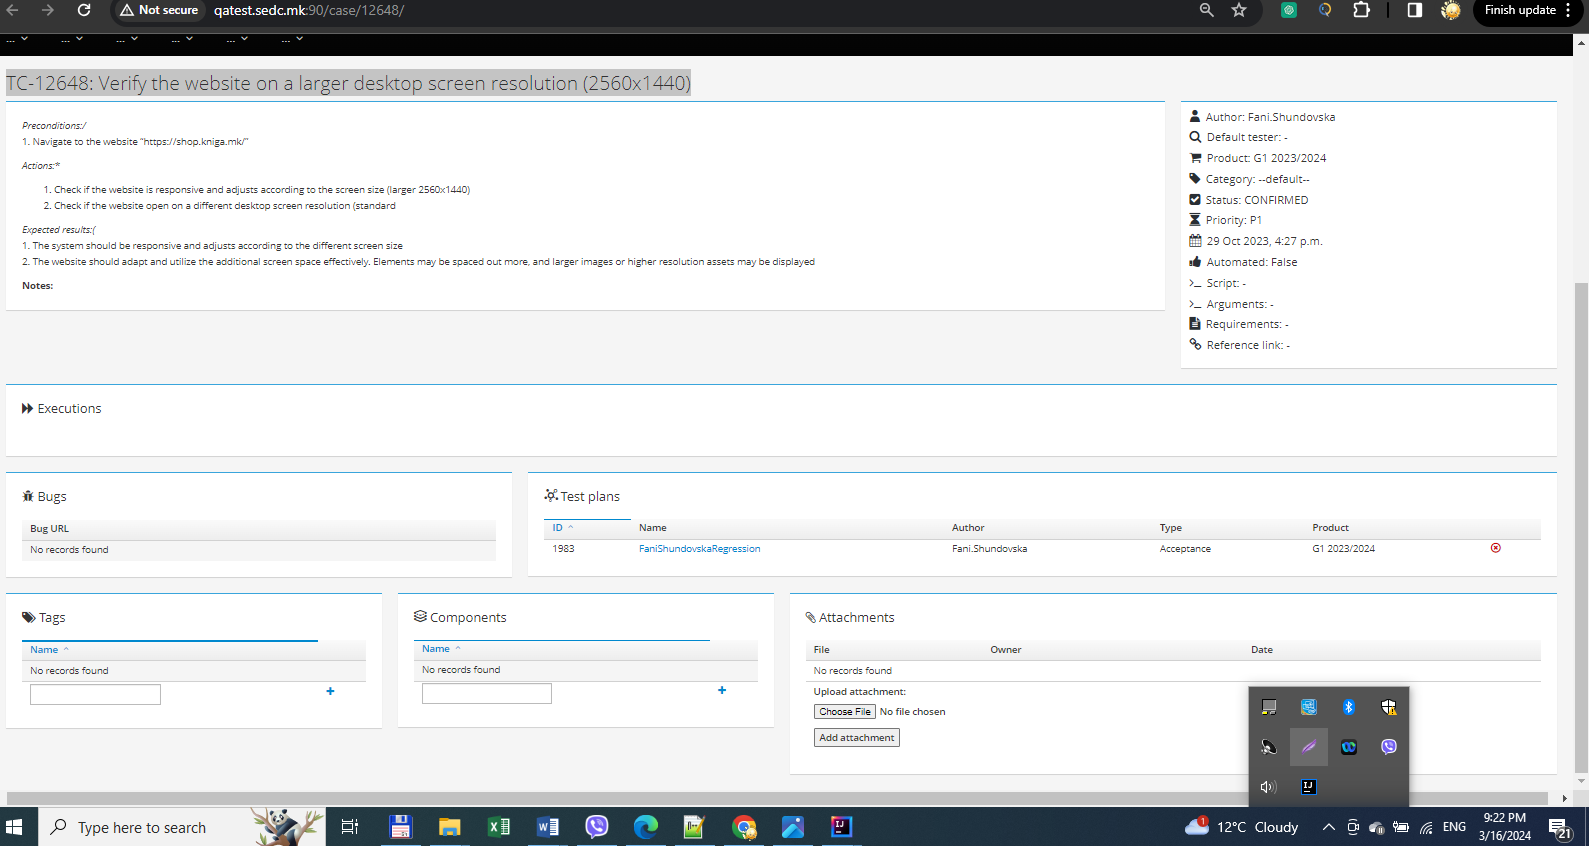 Not secure
qatest.sedc.mk:90/case/12648/
Finish update
... ... ... ... ... ...
TC-12648: Verify the website on a larger desktop screen resolution (2560x1440)
Preconditions:/
1. Navigate to the website "https://shop.kniga.mk/"
Actions:*
1. Check if the website is responsive and adjusts according to the screen size (larger 2560x1440)
2. Check if the website open on a different desktop screen resolution (standard
Expected results:(
1. The system should be responsive and adjusts according to the different screen size
2. The website should adapt and utilize the additional screen space effectively. Elements may be spaced out more, and larger images or higher resolution assets may be displayed
Notes:
Author: Fani.Shundovska
Default tester: -
Product: G1 2023/2024
Category: --default--
Status: CONFIRMED
Priority: P1
29 Oct 2023, 4:27 p.m.
Automated: False
Script: -
Arguments: -
Requirements: -
Reference link: -
Executions
Bugs
Bug URL
No records found
Test plans
ID Name Author Type Product
1983 FaniShundovskaRegression Fani.Shundovska Acceptance G1 2023/2024
Tags
Name
No records found
Components
Name
No records found
Attachments
File Owner Date
No records found
Upload attachment:
Choose File No file chosen
Add attachment
Type here to search
1
12°C Cloudy
ENG
9:22 PM
3/16/2024
21